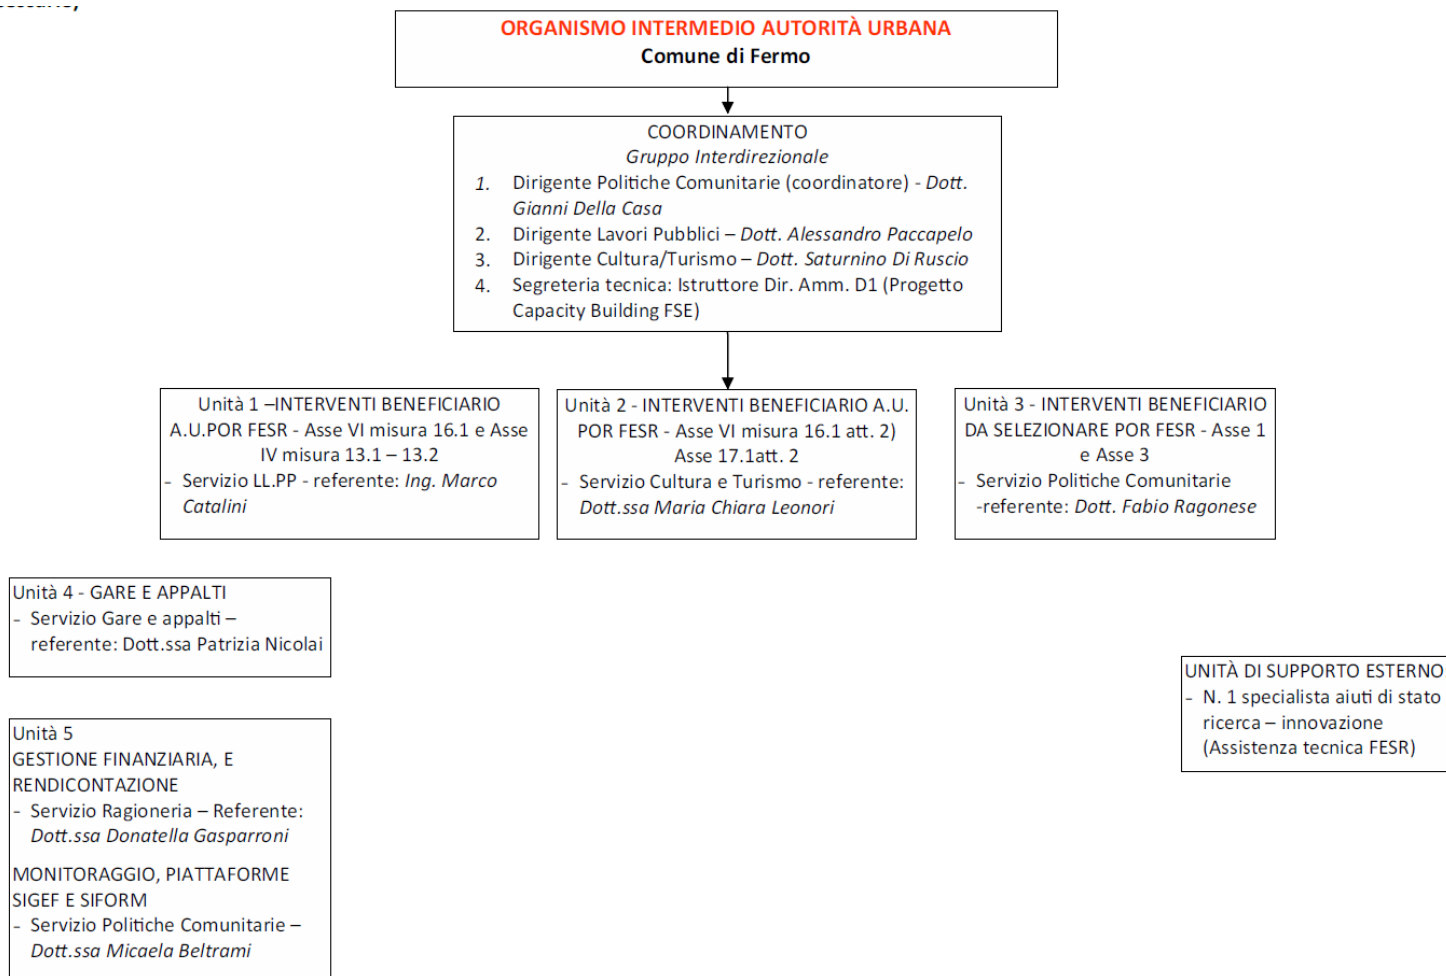 ORGANISMO INTERMEDIO AUTORITÀ URBANA
Comune di Fermo
COORDINAMENTO
Gruppo Interdirezionale
1. Dirigente Politiche Comunitarie (coordinatore) - Dott.
Gianni Della Casa
2. Dirigente Lavori Pubblici – Dott. Alessandro Paccapelo
3. Dirigente Cultura/Turismo – Dott. Saturnino Di Ruscio
4. Segreteria tecnica: Istruttore Dir. Amm. D1 (Progetto
Capacity Building FSE)
Unità 1 –INTERVENTI BENEFICIARIO
A.U.POR FESR - Asse VI misura 16.1 e Asse
IV misura 13.1 – 13.2
- Servizio LL.PP - referente: Ing. Marco
Catalini
Unità 2 - INTERVENTI BENEFICIARIO A.U.
POR FESR - Asse VI misura 16.1 att. 2)
Asse 17.1att. 2
- Servizio Cultura e Turismo - referente:
Dott.ssa Maria Chiara Leonori
Unità 3 - INTERVENTI BENEFICIARIO
DA SELEZIONARE POR FESR - Asse 1
e Asse 3
- Servizio Politiche Comunitarie
-referente: Dott. Fabio Ragonese
Unità 4 - GARE E APPALTI
- Servizio Gare e appalti –
referente: Dott.ssa Patrizia Nicolai
UNITÀ DI SUPPORTO ESTERNO
- N. 1 specialista aiuti di stato
ricerca – innovazione
(Assistenza tecnica FESR)
Unità 5
GESTIONE FINANZIARIA, E
RENDICONTAZIONE
- Servizio Ragioneria – Referente:
Dott.ssa Donatella Gasparroni
MONITORAGGIO, PIATTAFORME
SIGEF E SIFORM
- Servizio Politiche Comunitarie –
Dott.ssa Micaela Beltrami